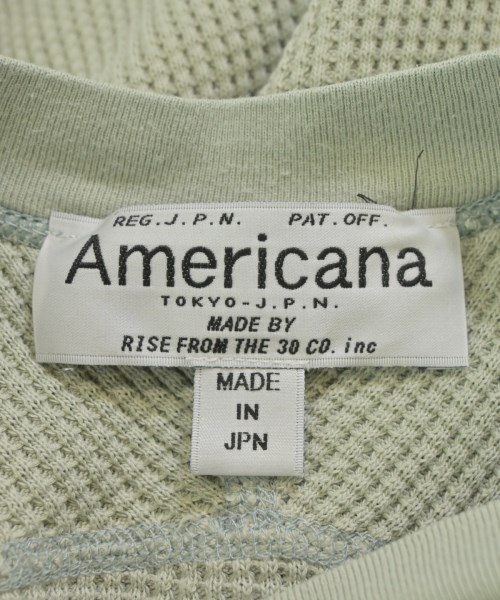 REG.J.P.N. PAT.OFF.
Americana
TOKYO-J.P.N.
MADE BY
RISE FROM THE 30 CO. inc
MADE
IN
JPN